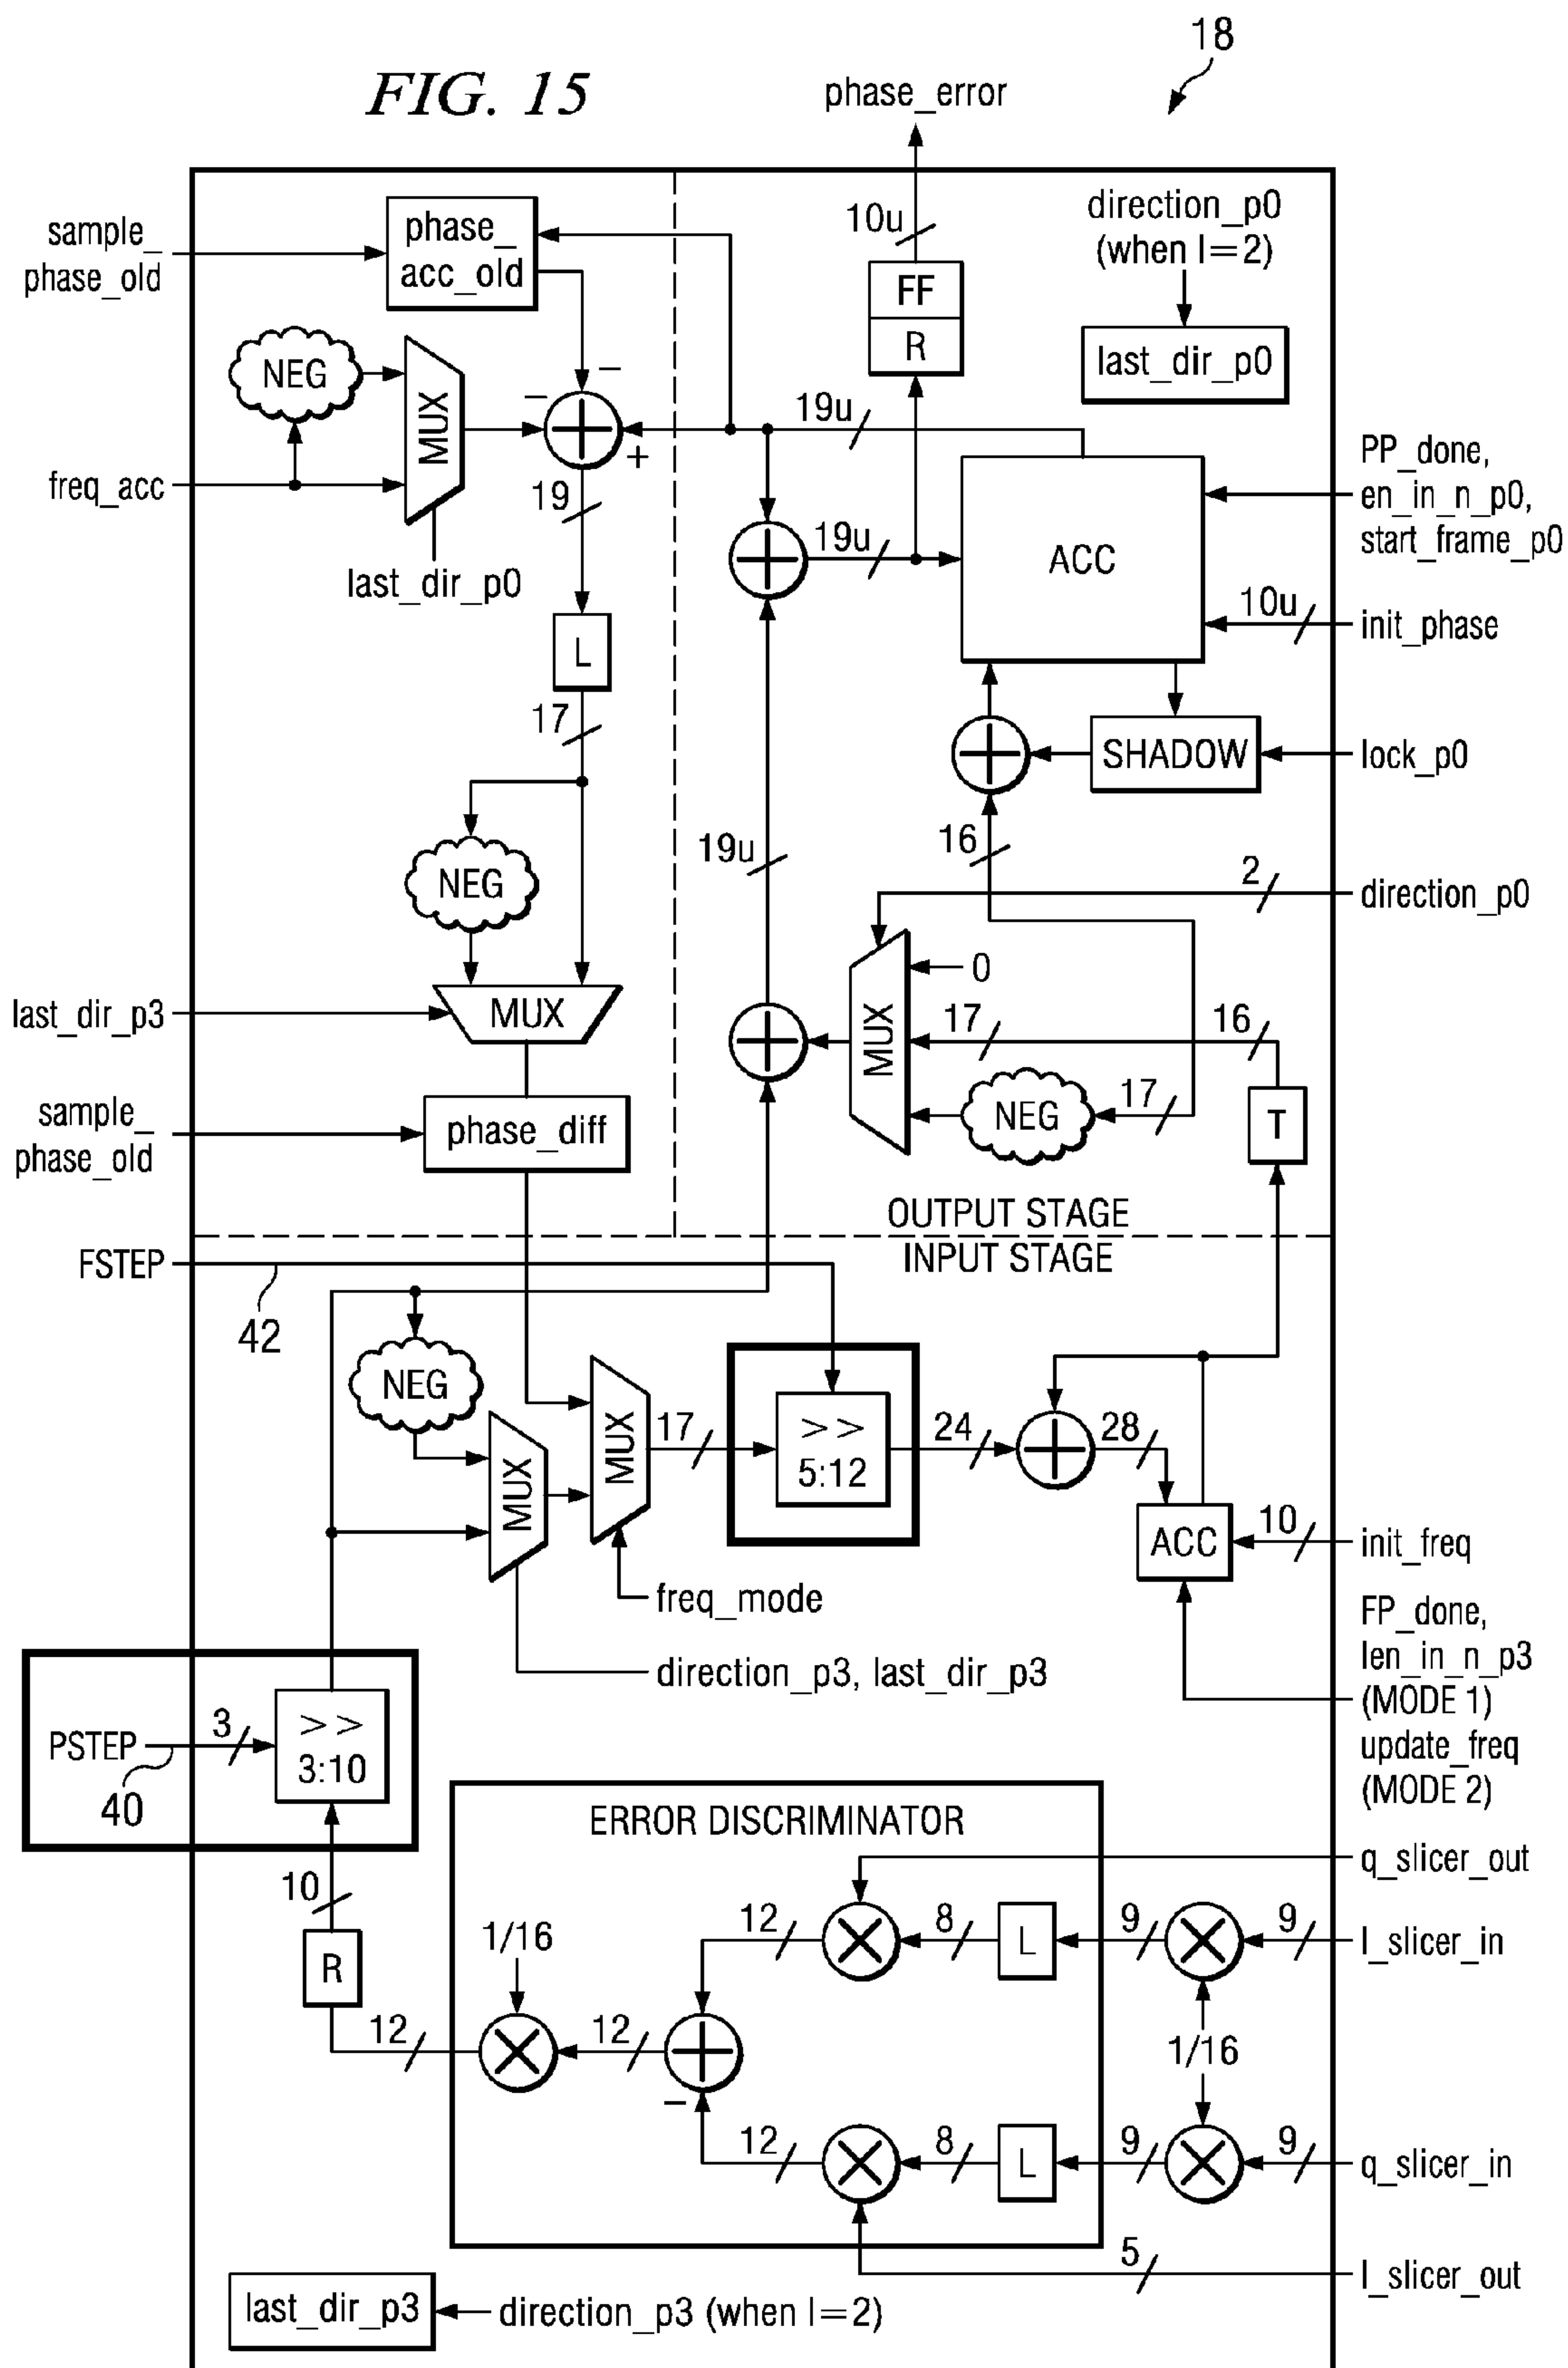 18
FIG. 15
phase_error
sample_
phase_old
phase_
acc_old
10u
FF
R
direction_p0
(when I=2)
last_dir_p0
NEG
MUX
freq_acc
last_dir_p0
−
−
+
19
19u
19u
ACC
PP_done,
en_in_n_p0,
start_frame_p0
10u
init_phase
L
17
SHADOW
lock_p0
16
19u
NEG
2
direction_p0
0
last_dir_p3
MUX
MUX
17
16
NEG
17
T
sample_
phase_old
phase_diff
OUTPUT STAGE
INPUT STAGE
FSTEP
42
NEG
MUX
MUX
17
>>
5:12
24
28
ACC
10
init_freq
freq_mode
direction_p3, last_dir_p3
FP_done,
len_in_n_p3
(MODE 1)
update_freq
(MODE 2)
PSTEP
3
40
>>
3:10
ERROR DISCRIMINATOR
q_slicer_out
10
R
12
1/16
12
12
8
L
9
9
I_slicer_in
1/16
−
12
8
L
9
9
q_slicer_in
5
I_slicer_out
last_dir_p3
direction_p3 (when I=2)